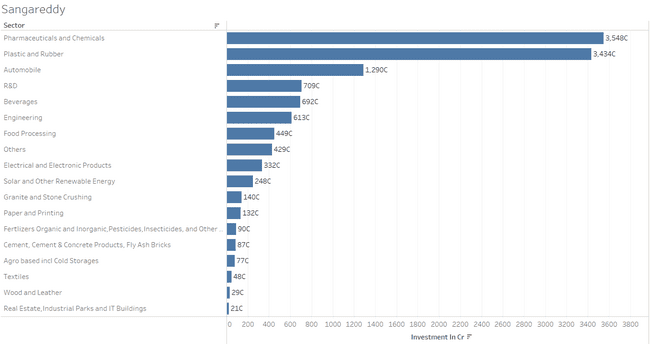 Sangareddy
Sector
Pharmaceuticals and Chemicals 3,548C
Plastic and Rubber 3,434C
Automobile 1,290C
R&D 709C
Beverages 692C
Engineering 613C
Food Processing 449C
Others 429C
Electrical and Electronic Products 332C
Solar and Other Renewable Energy 248C
Granite and Stone Crushing 140C
Paper and Printing 132C
Fertlizers Organic and Inorganic,Pesticides,Insecticides, and Other .. 90C
Cement, Cement & Concrete Products, Fly Ash Bricks 87C
Agro based incl Cold Storages 77C
Textiles 48C
Wood and Leather 29C
Real Estate,Industrial Parks and IT Buildings 21C
0 200 400 600 800 1000 1200 1400 1600 1800 2000 2200 2400 2600 2800 3000 3200 3400 3600 3800
Investment In Cr